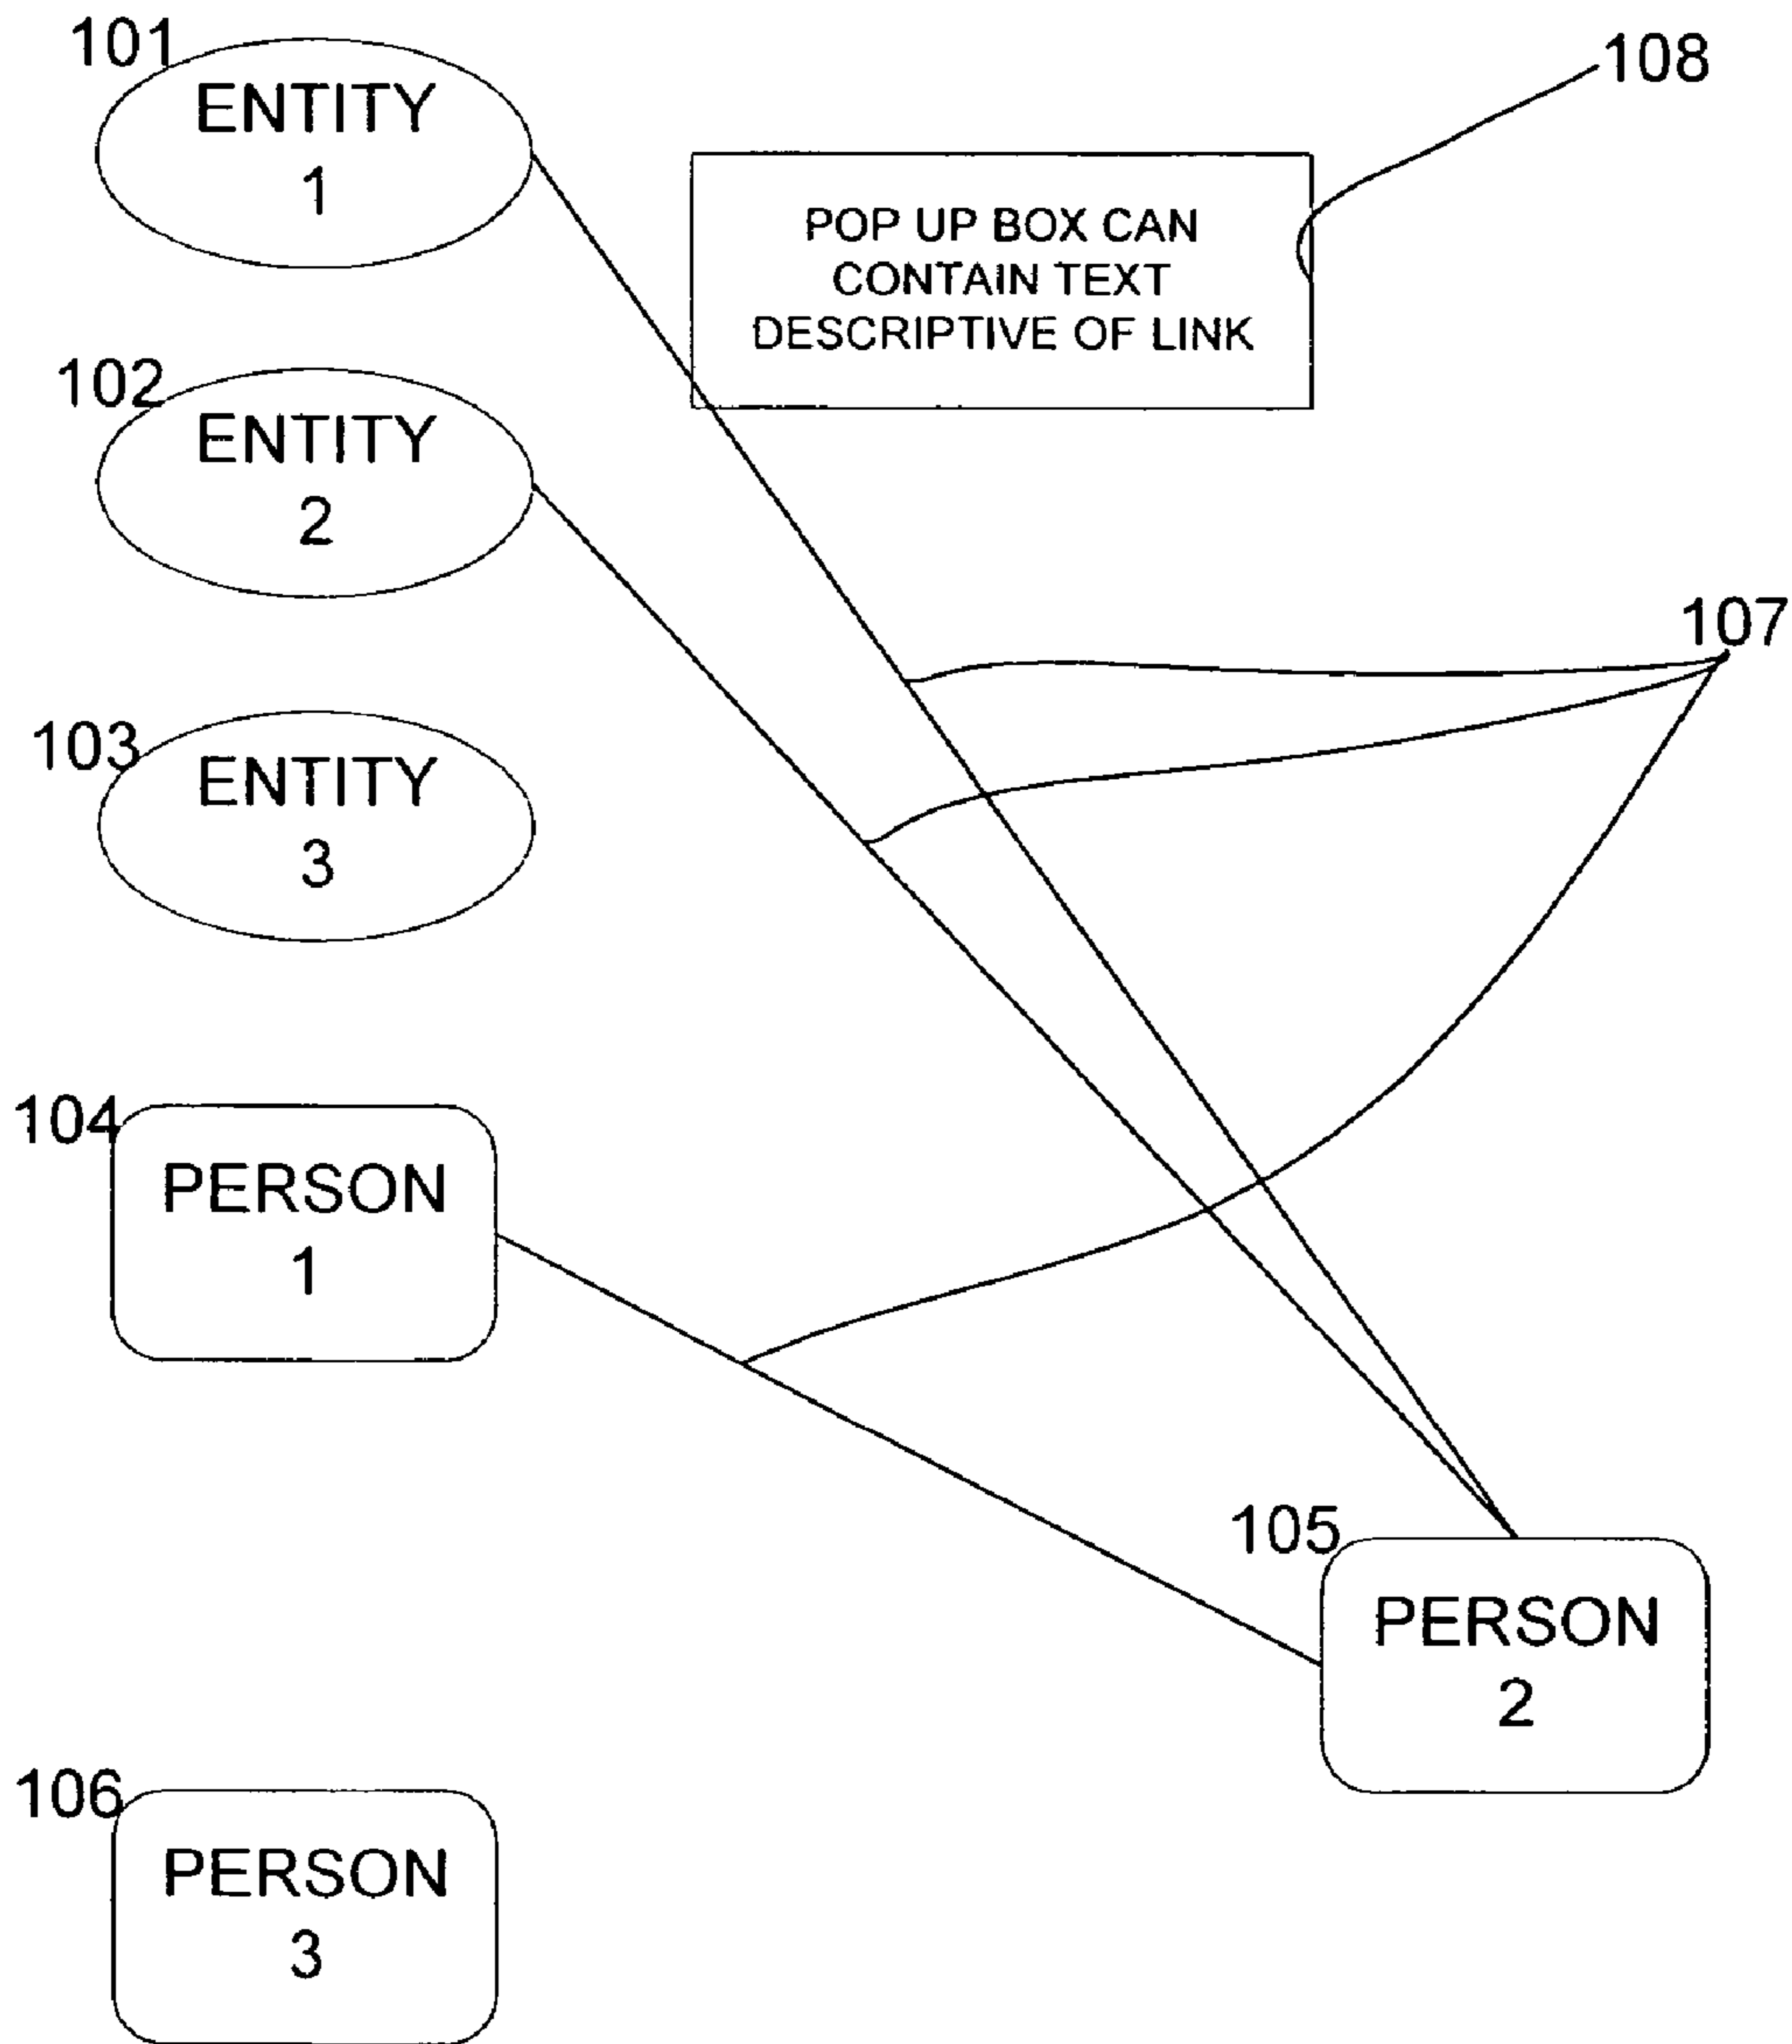 101
ENTITY
1
108
POP UP BOX CAN
CONTAIN TEXT
DESCRIPTIVE OF LINK
102
ENTITY
2
107
103
ENTITY
3
104
PERSON
1
105
PERSON
2
106
PERSON
3